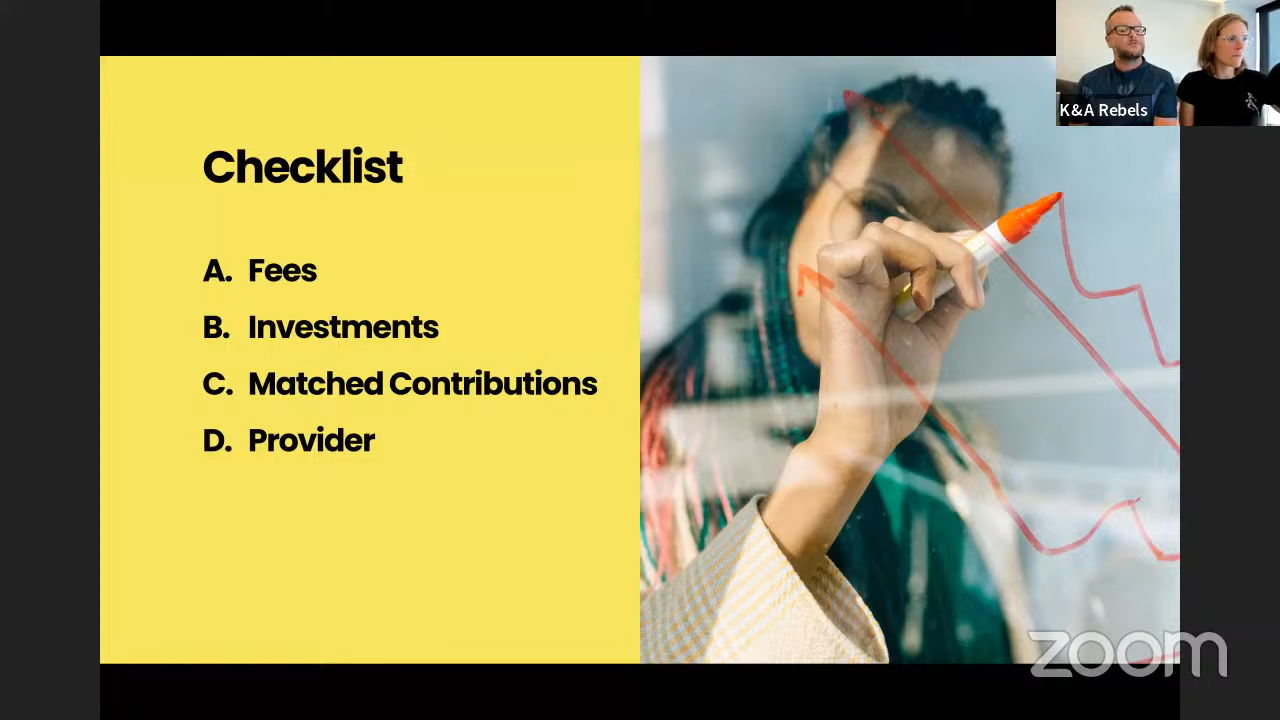 K&A Rebels
Checklist
A. Fees
B. Investments
C. Matched Contributions
D. Provider
zoom